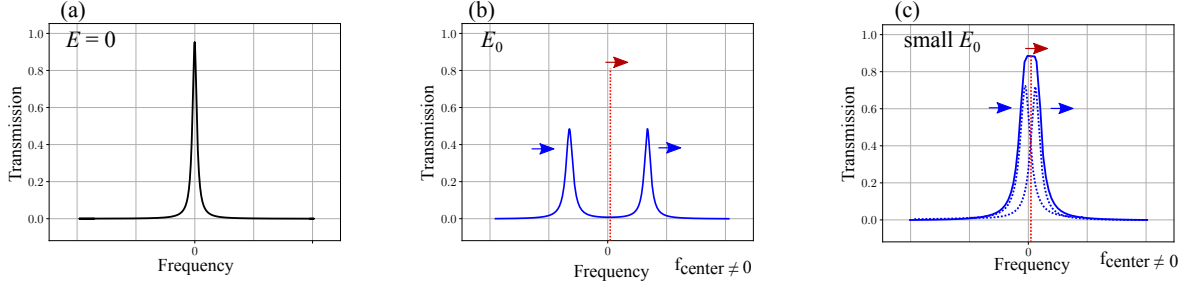 (a)
E = 0
1.0
0.8
0.6
0.4
0.2
0.0
Transmission
0
Frequency
(b)
E0
1.0
0.8
0.6
0.4
0.2
0.0
Transmission
0
Frequency
fcenter ≠ 0
(c)
small E0
1.0
0.8
0.6
0.4
0.2
0.0
Transmission
0
Frequency
fcenter ≠ 0